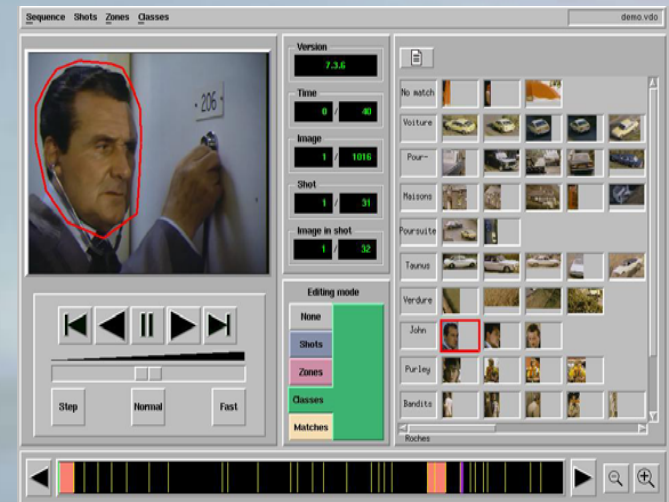 Sequence Shots Zones Classes
demo.vdo
206
Version
7.3.6
Time
0 / 40
Image
1 / 1016
Shot
1 / 31
Image in shot
1 / 32
Editing mode
None
Shots
Zones
Classes
Matches
Step
Normal
Fast
No match
Voiture
Pour-
Maisons
Poursuite
Taunus
Verdure
John
Purley
Bandits
Roches